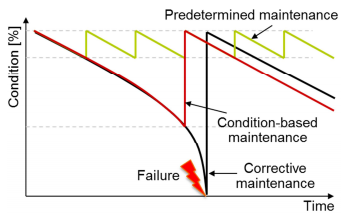 Predetermined maintenance
Condition [%]
Condition-based
maintenance
Failure
Corrective
maintenance
Time